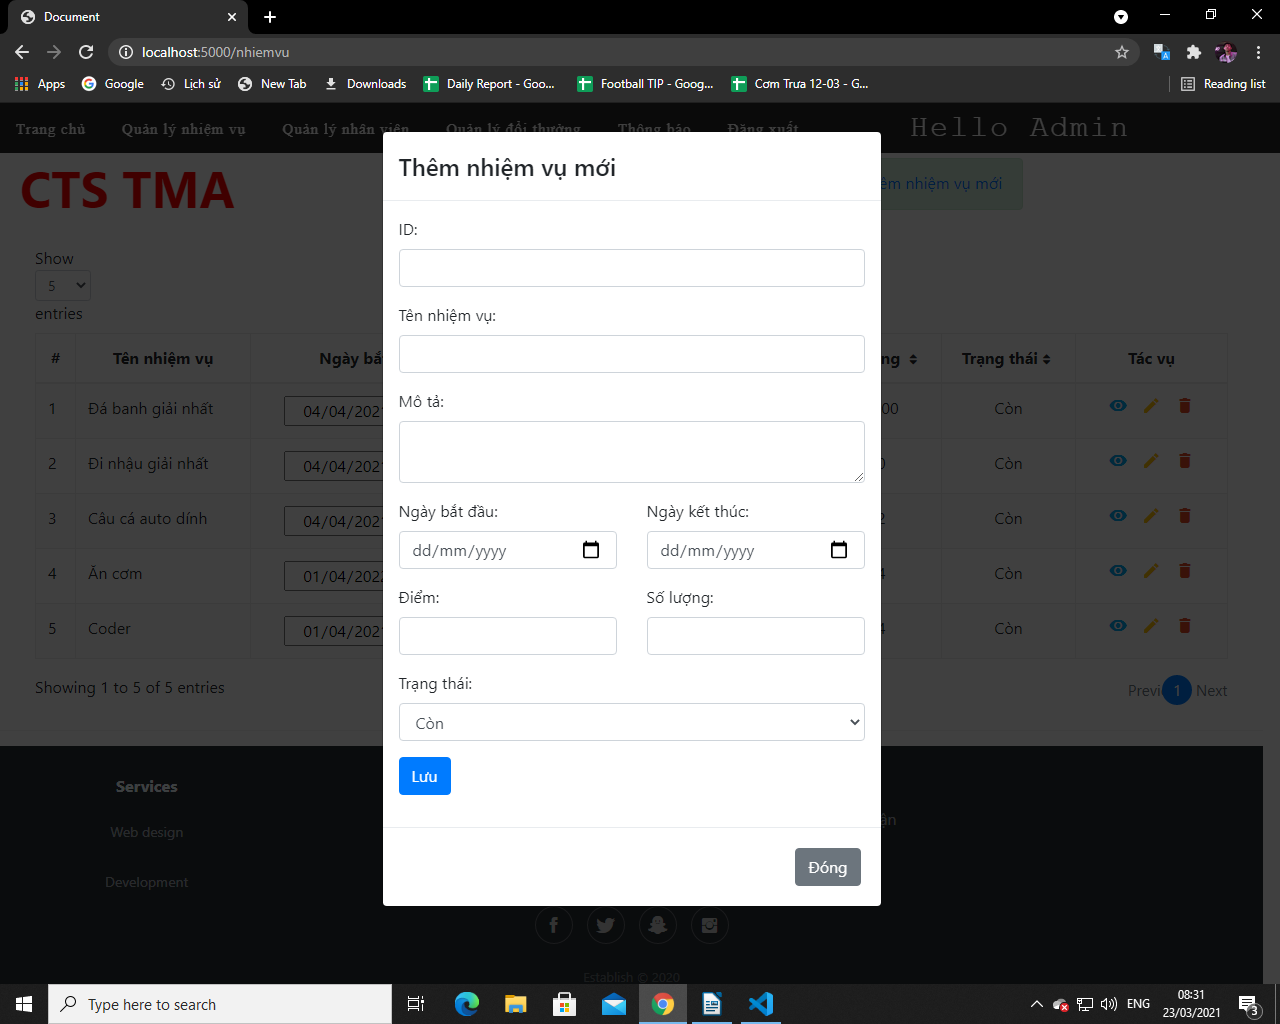 Document
localhost:5000/nhiemvu
Apps
Google
Lịch sử
New Tab
Downloads
Daily Report - Goo...
Football TIP - Goog...
Cơm Trưa 12-03 - G...
Reading list
Trang chủ
Quản lý nhiệm vụ
Quản lý nhân viên
Quản lý đổi thưởng
Thông báo
Đăng xuất
Hello Admin
CTS TMA
êm nhiệm vụ mới
Thêm nhiệm vụ mới
ID:
Tên nhiệm vụ:
Mô tả:
Ngày bắt đầu:
Ngày kết thúc:
dd/mm/yyyy
dd/mm/yyyy
Điểm:
Số lượng:
Trạng thái:
Còn
Lưu
Đóng
Show
5
entries
# Tên nhiệm vụ Ngày bắ ng Trạng thái Tác vụ
1 Đá banh giải nhất 04/04/2021 00 Còn
2 Đi nhậu giải nhất 04/04/2021 0 Còn
3 Câu cá auto dính 04/04/2021 2 Còn
4 Ăn cơm 01/04/2022 4 Còn
5 Coder 01/04/2021 4 Còn
Showing 1 to 5 of 5 entries
Previ 1 Next
Services
Web design
Development
ận
Establish © 2020
Type here to search
ENG
08:31
23/03/2021
3